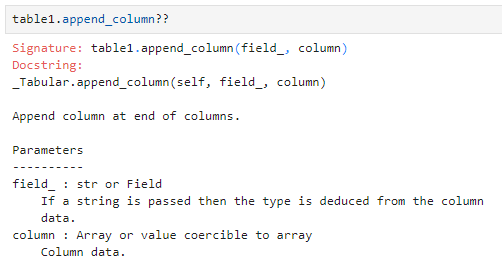 table1.append_column??
Signature: table1.append_column(field_, column)
Docstring:
_Tabular.append_column(self, field_, column)
Append column at end of columns.
Parameters
----------
field_ : str or Field
    If a string is passed then the type is deduced from the column
    data.
column : Array or value coercible to array
    Column data.